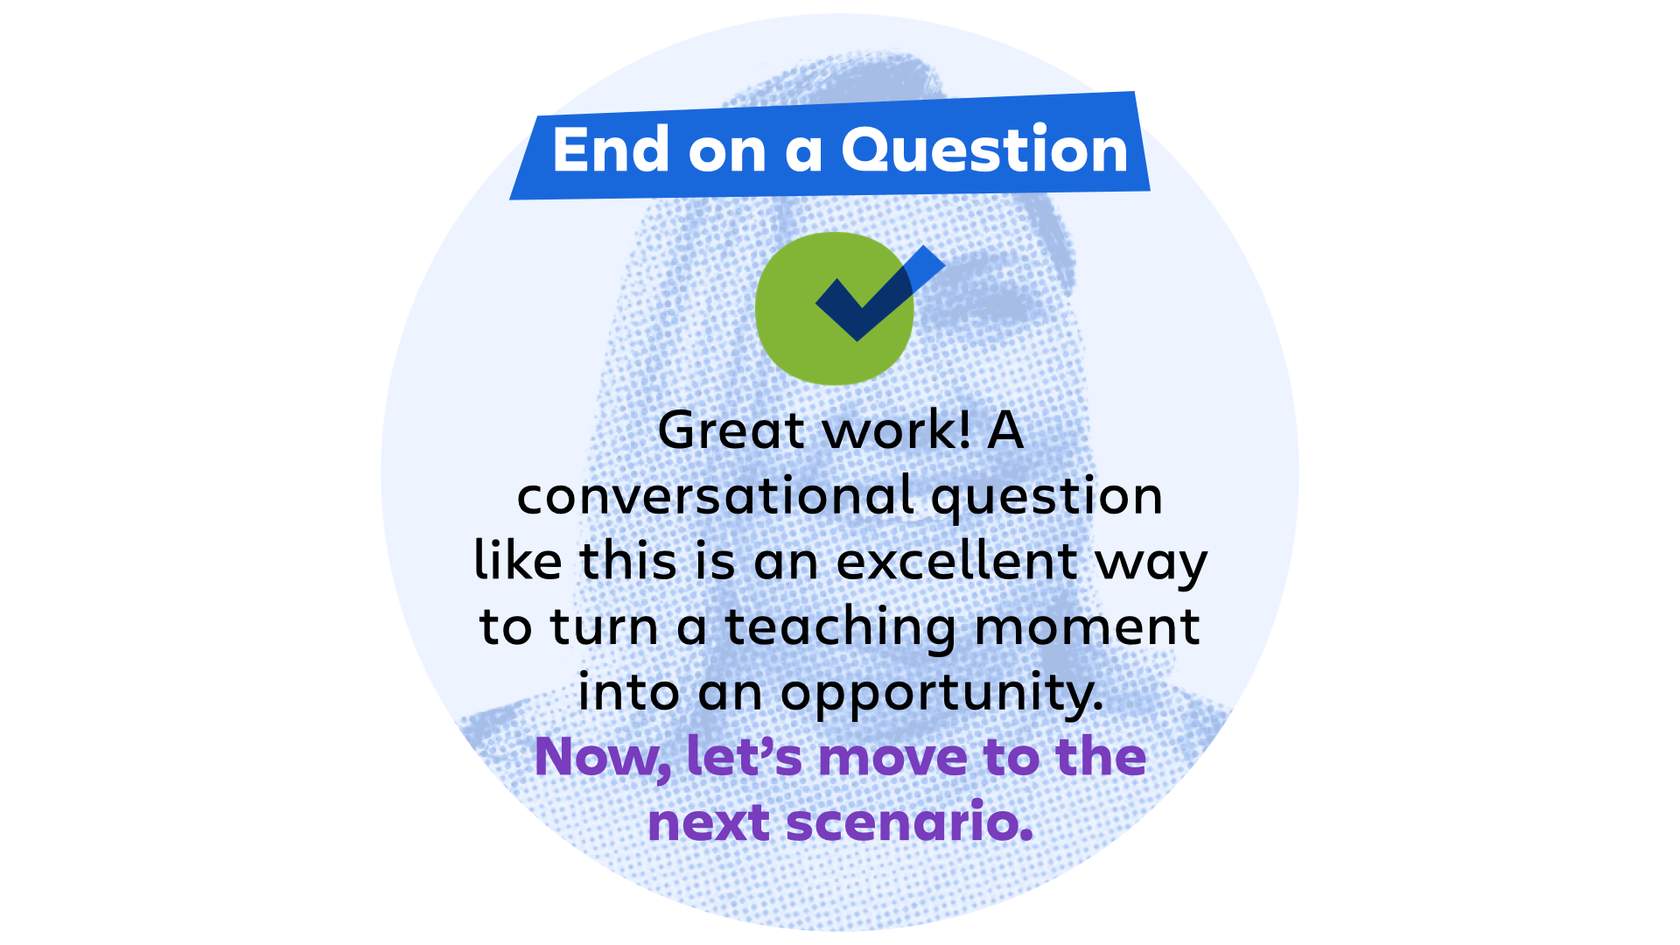 End on a Question
Great work! A
conversational question
like this is an excellent way
to turn a teaching moment
into an opportunity.
Now, let’s move to the
next scenario.